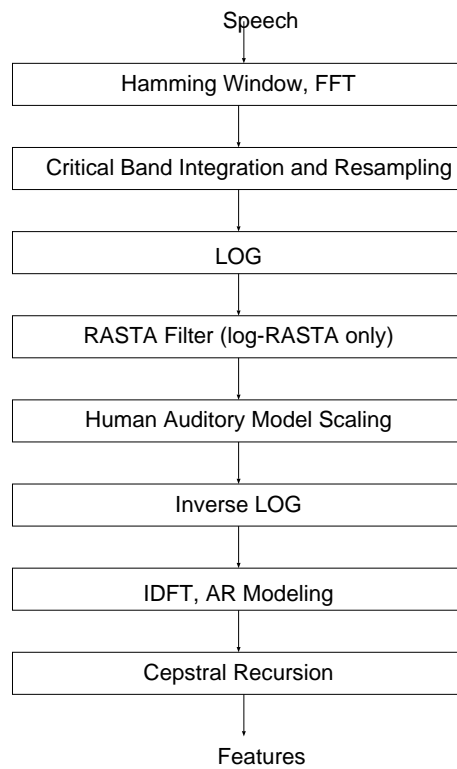 Speech
Hamming Window, FFT
Critical Band Integration and Resampling
LOG
RASTA Filter (log-RASTA only)
Human Auditory Model Scaling
Inverse LOG
IDFT, AR Modeling
Cepstral Recursion
Features